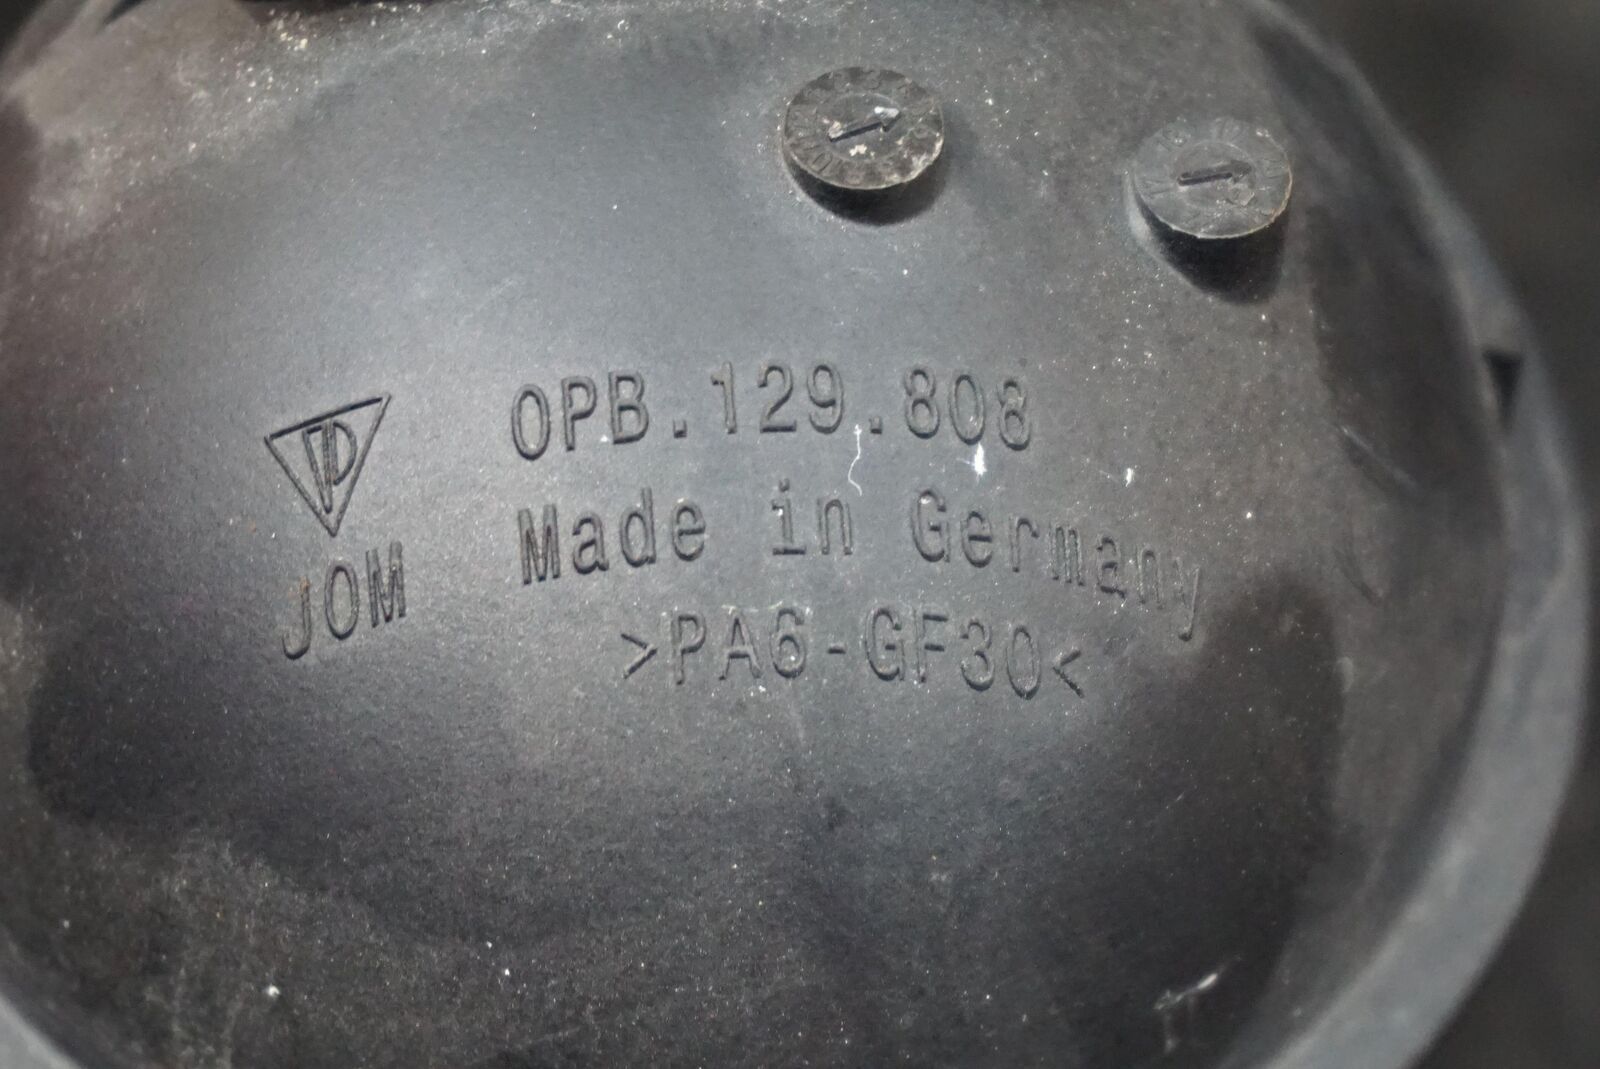 0PB.129.808
Made in Germany
>PA6-GF30<
JOM